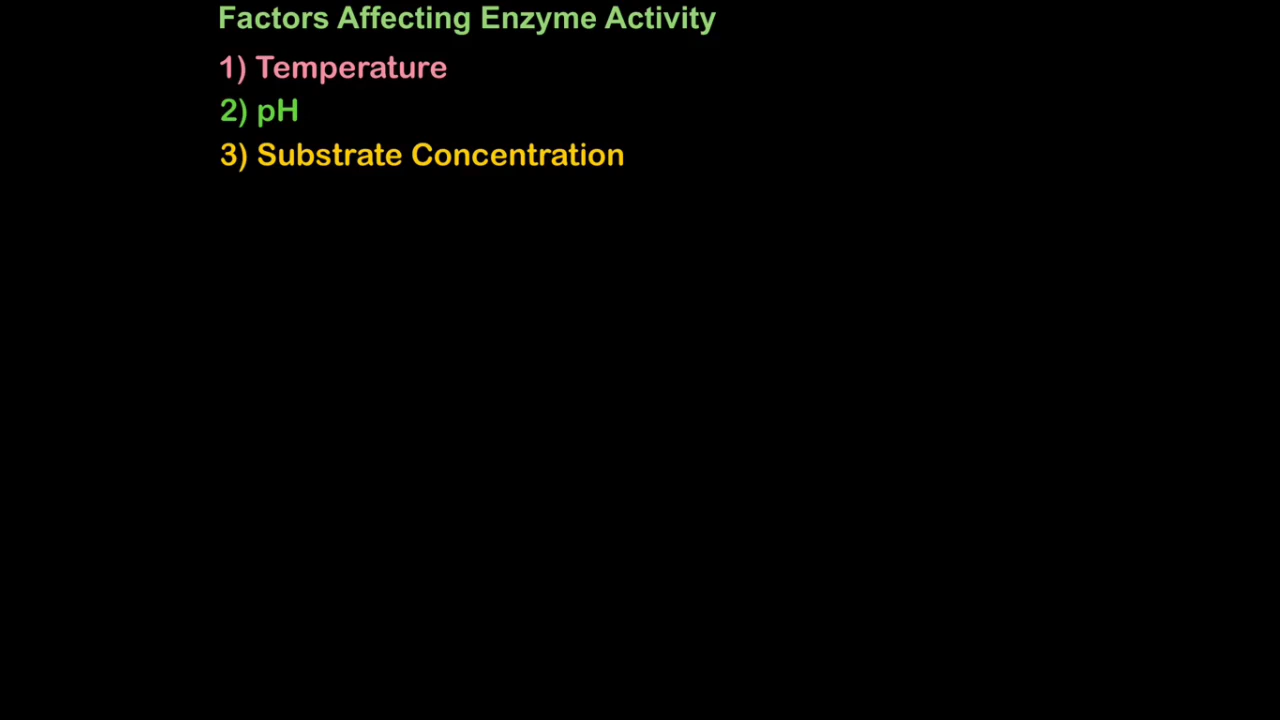 Factors Affecting Enzyme Activity
1) Temperature
2) pH
3) Substrate Concentration